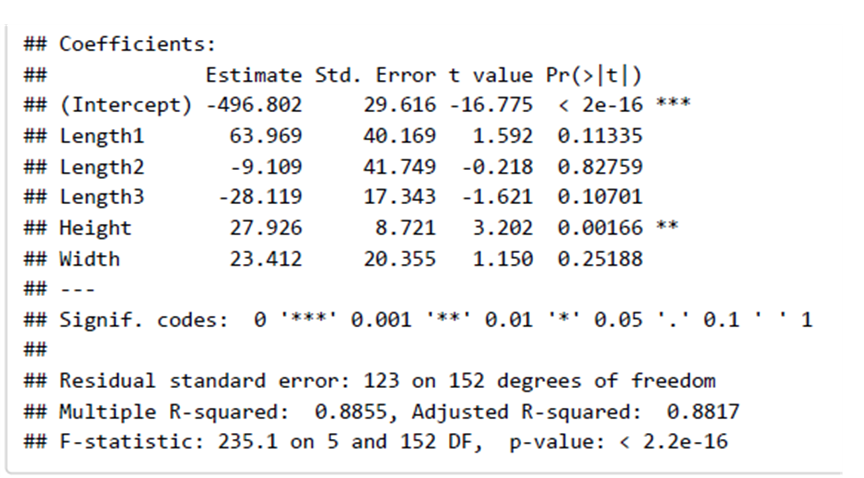 ## Coefficients:
##             Estimate Std. Error t value Pr(>|t|)
## (Intercept) -496.802     29.616 -16.775  < 2e-16 ***
## Length1       63.969     40.169   1.592  0.11335
## Length2       -9.109     41.749  -0.218  0.82759
## Length3      -28.119     17.343  -1.621  0.10701
## Height        27.926      8.721   3.202  0.00166 **
## Width         23.412     20.355   1.150  0.25188
## ---
## Signif. codes:  0 '***' 0.001 '**' 0.01 '*' 0.05 '.' 0.1 ' ' 1
##
## Residual standard error: 123 on 152 degrees of freedom
## Multiple R-squared:  0.8855, Adjusted R-squared:  0.8817
## F-statistic: 235.1 on 5 and 152 DF,  p-value: < 2.2e-16